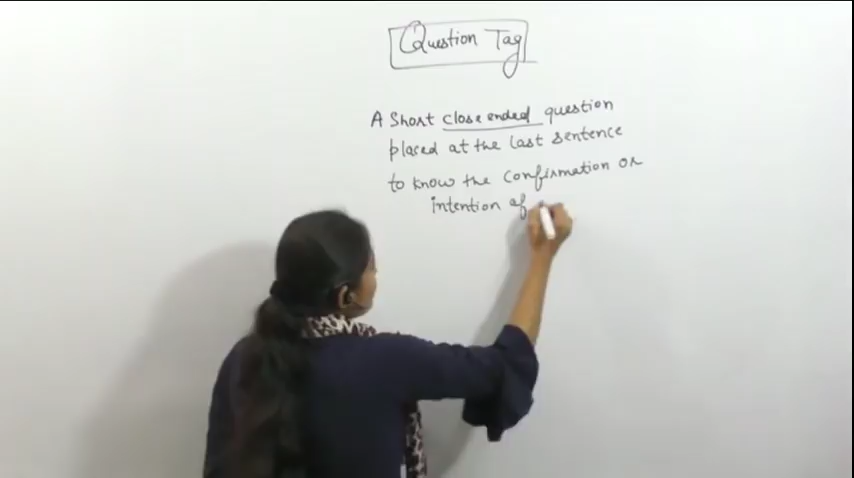 Question Tag
A Short close ended question
placed at the last sentence
to know the confirmation or
intention of